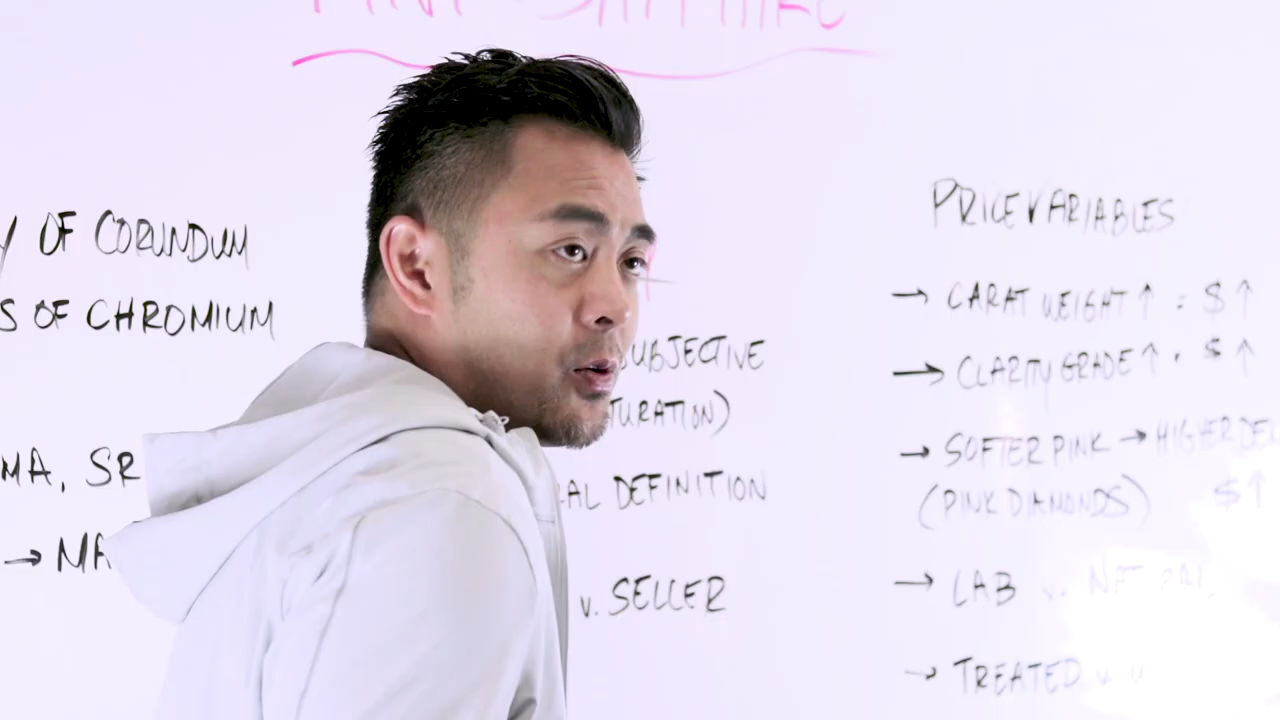 Y OF CORUNDUM
S OF CHROMIUM
MA, SR
→ MA
UBJECTIVE
TURATION)
AL DEFINITION
v. SELLER
PRICE VARIABLES
→ CARAT WEIGHT ↑ : $ ↑
→ CLARITY GRADE ↑ : $ ↑
→ SOFTER PINK → HIGHER DE
(PINK DIAMONDS) $ ↑
→ LAB v.
→ TREATED v.